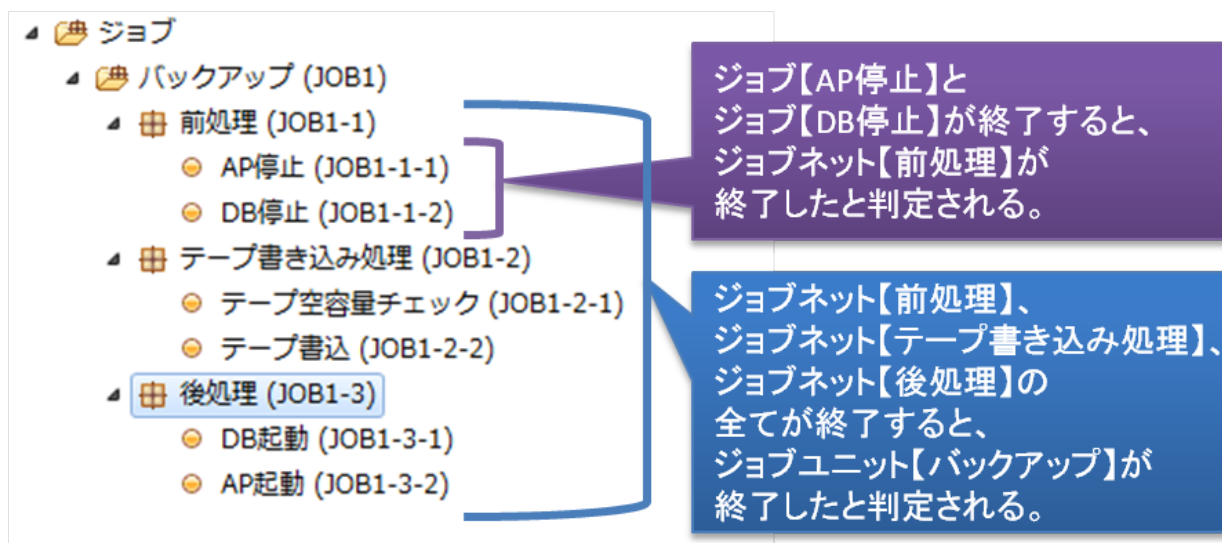 ジョブ
バックアップ (JOB1)
前処理 (JOB1-1)
AP停止 (JOB1-1-1)
DB停止 (JOB1-1-2)
テープ書き込み処理 (JOB1-2)
テープ空容量チェック (JOB1-2-1)
テープ書込 (JOB1-2-2)
後処理 (JOB1-3)
DB起動 (JOB1-3-1)
AP起動 (JOB1-3-2)
ジョブ【AP停止】と
ジョブ【DB停止】が終了すると、
ジョブネット【前処理】が
終了したと判定される。
ジョブネット【前処理】、
ジョブネット【テープ書き込み処理】、
ジョブネット【後処理】の
全てが終了すると、
ジョブユニット【バックアップ】が
終了したと判定される。